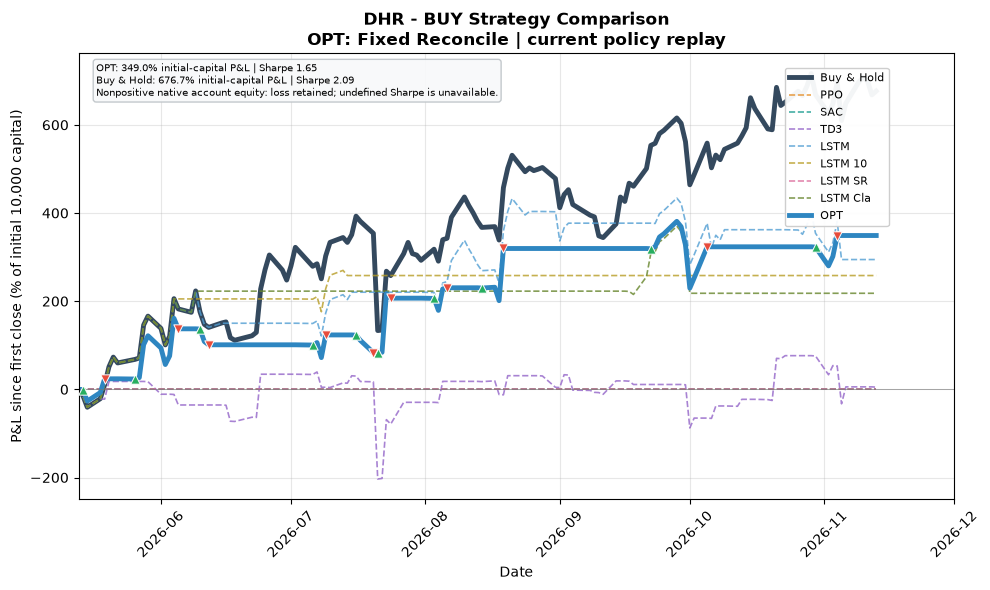 DHR - BUY Strategy Comparison
OPT: Fixed Reconcile | current policy replay
OPT: 349.0% initial-capital P&L | Sharpe 1.65
Buy & Hold: 676.7% initial-capital P&L | Sharpe 2.09
Nonpositive native account equity: loss retained; undefined Sharpe is unavailable.
Buy & Hold
PPO
SAC
TD3
LSTM
LSTM 10
LSTM SR
LSTM Cla
OPT
P&L since first close (% of initial 10,000 capital)
600
400
200
0
−200
2026-06
2026-07
2026-08
2026-09
2026-10
2026-11
2026-12
Date